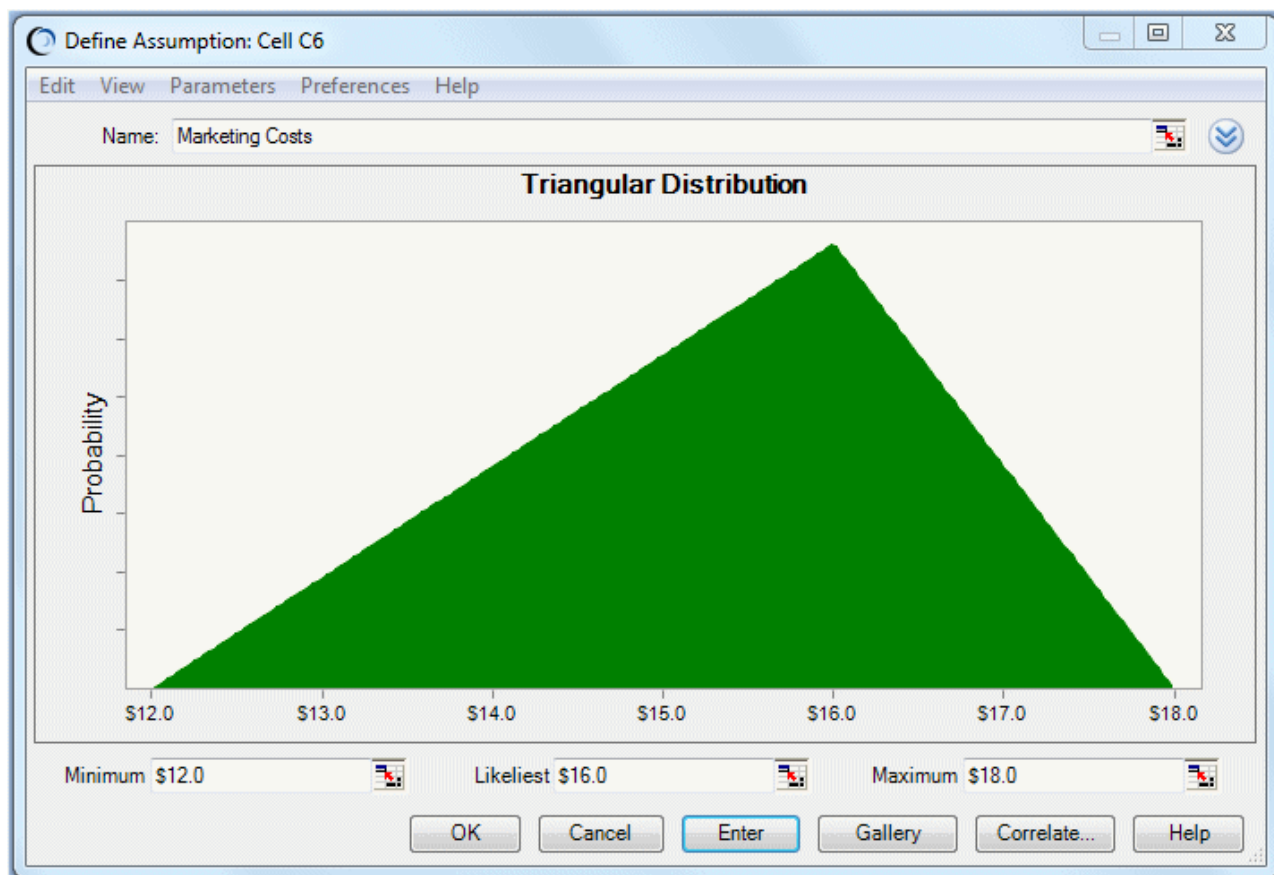 Define Assumption: Cell C6
Edit View Parameters Preferences Help
Name: Marketing Costs
Triangular Distribution
Probability
$12.0 $13.0 $14.0 $15.0 $16.0 $17.0 $18.0
Minimum $12.0 Likeliest $16.0 Maximum $18.0
OK Cancel Enter Gallery Correlate... Help